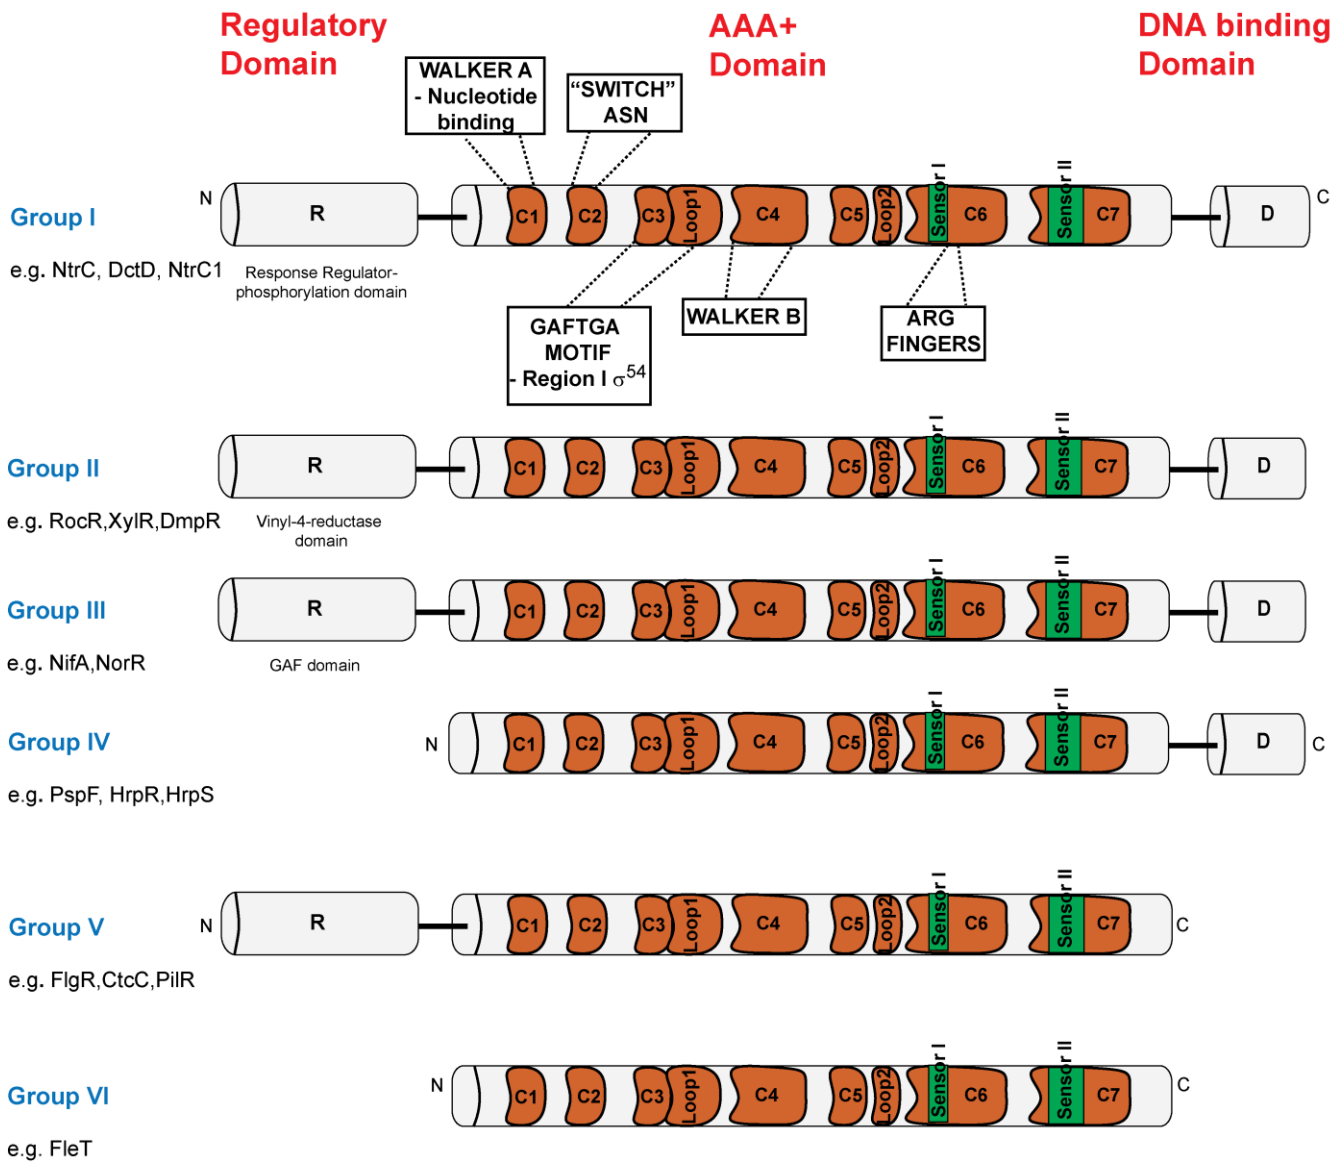 Regulatory
Domain
AAA+
Domain
DNA binding
Domain
WALKER A
- Nucleotide
binding
“SWITCH”
ASN
Group I
e.g. NtrC, DctD, NtrC1
N
R
C1
C2
C3
Loop1
C4
C5
Loop2
Sensor I
C6
Sensor II
C7
D
C
Response Regulator-
phosphorylation domain
GAFTGA
MOTIF
- Region I σ54
WALKER B
ARG
FINGERS
Group II
e.g. RocR,XylR,DmpR
R
C1
C2
C3
Loop1
C4
C5
Loop2
Sensor I
C6
Sensor II
C7
D
Vinyl-4-reductase
domain
Group III
e.g. NifA,NorR
R
C1
C2
C3
Loop1
C4
C5
Loop2
Sensor I
C6
Sensor II
C7
D
GAF domain
Group IV
e.g. PspF, HrpR,HrpS
N
C1
C2
C3
Loop1
C4
C5
Loop2
Sensor I
C6
Sensor II
C7
D
C
Group V
e.g. FlgR,CtcC,PilR
N
R
C1
C2
C3
Loop1
C4
C5
Loop2
Sensor I
C6
Sensor II
C7
C
Group VI
e.g. FleT
N
C1
C2
C3
Loop1
C4
C5
Loop2
Sensor I
C6
Sensor II
C7
C